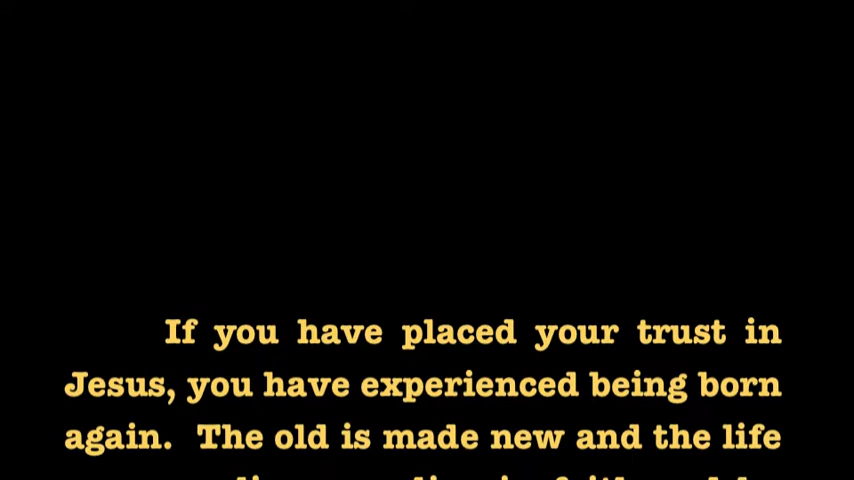 If you have placed your trust in
Jesus, you have experienced being born
again. The old is made new and the life